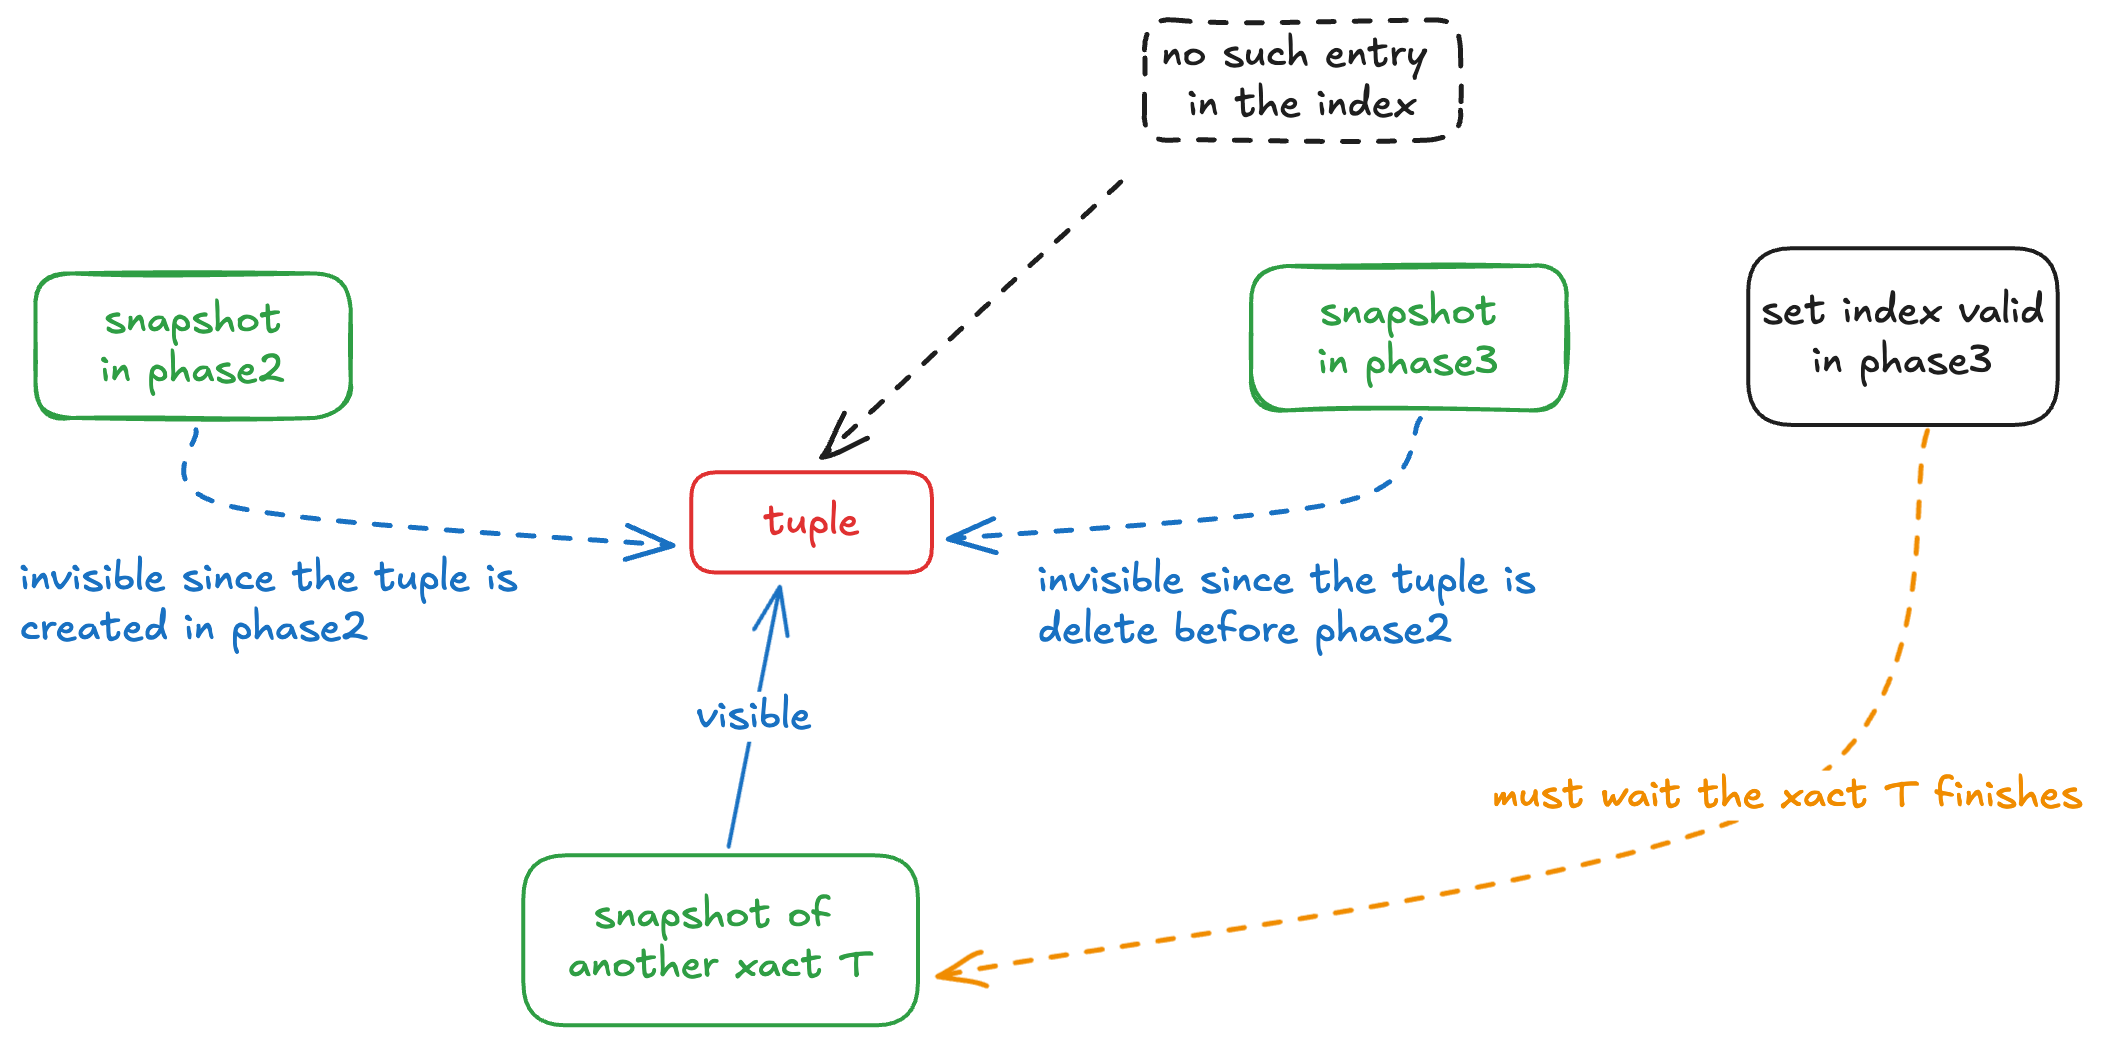 no such entry
in the index
snapshot
in phase2
snapshot
in phase3
set index valid
in phase3
tuple
invisible since the tuple is
created in phase2
invisible since the tuple is
delete before phase2
visible
must wait the xact T finishes
snapshot of
another xact T